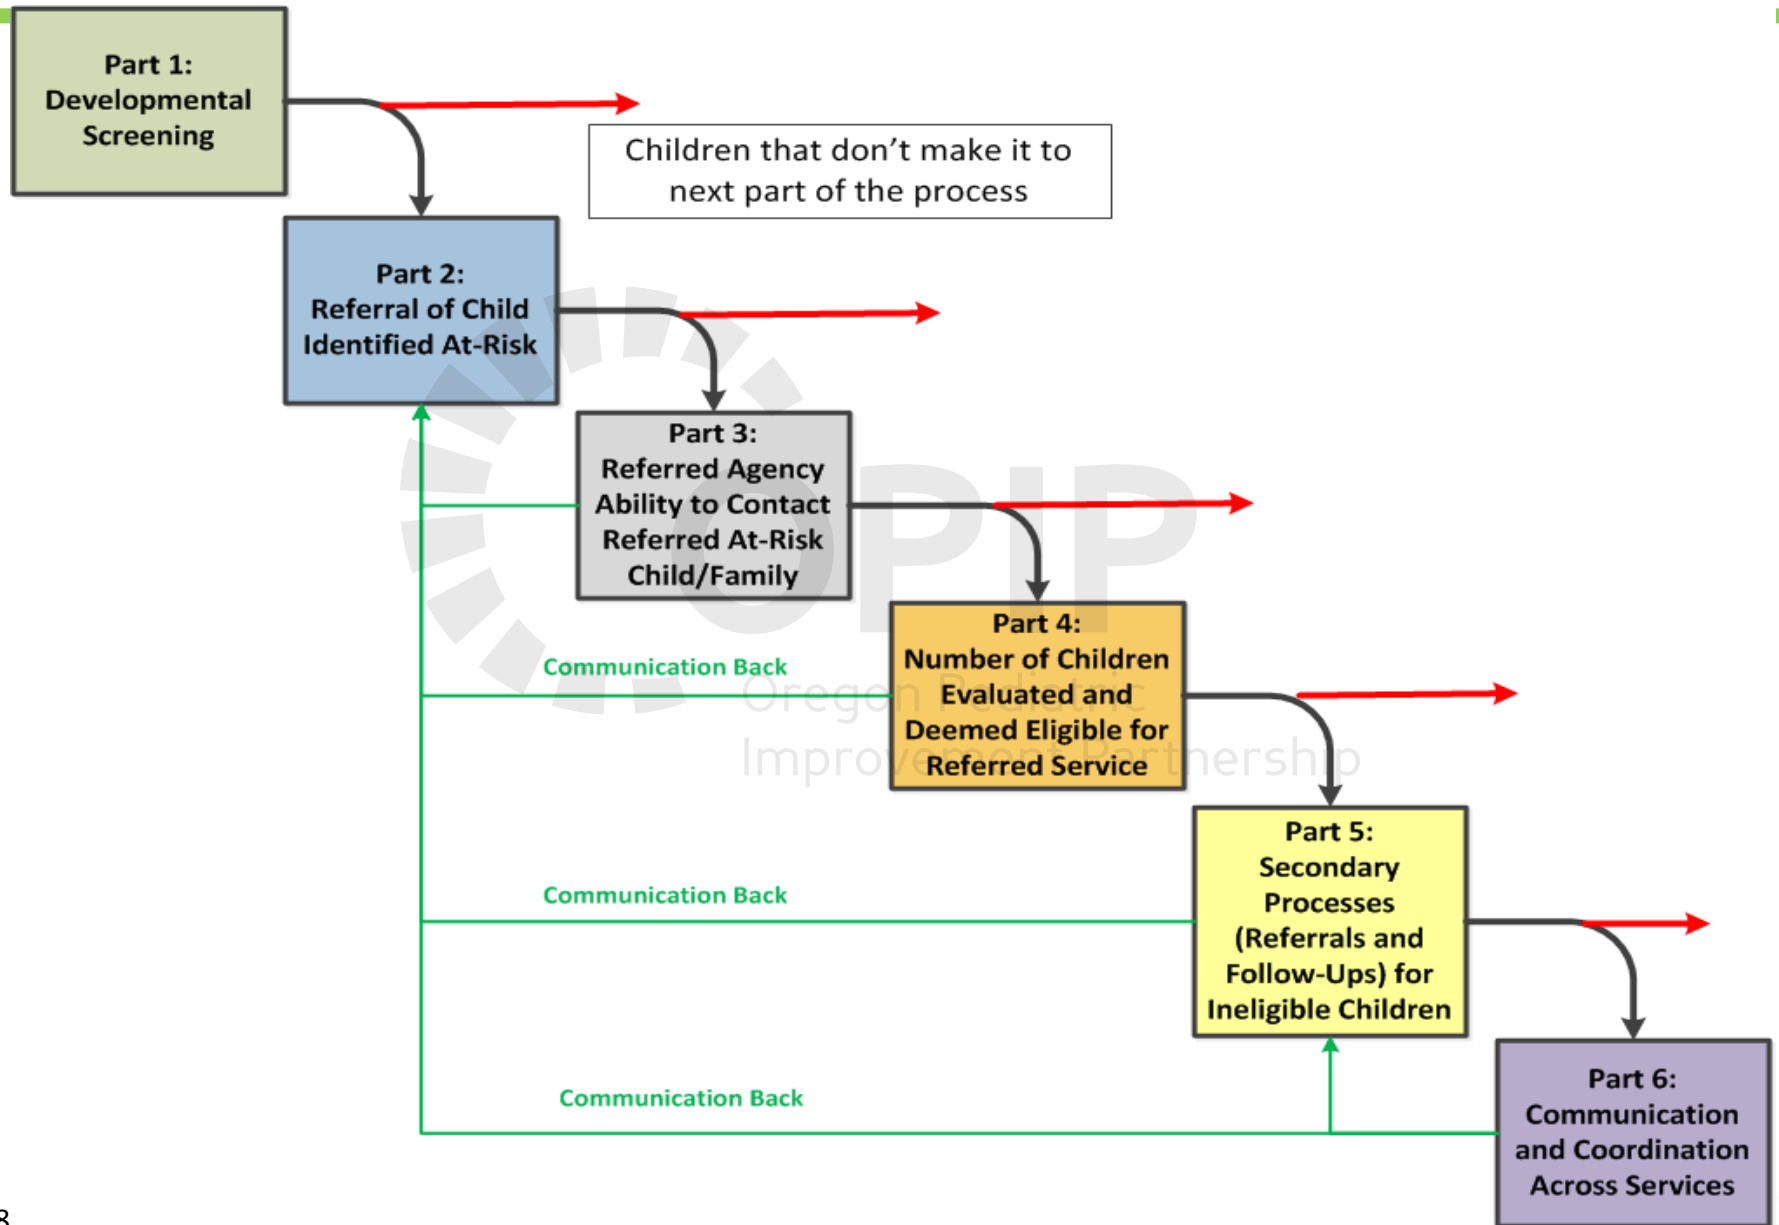 Part 1:
Developmental
Screening
Children that don’t make it to
next part of the process
Part 2:
Referral of Child
Identified At-Risk
Part 3:
Referred Agency
Ability to Contact
Referred At-Risk
Child/Family
OPIP
Oregon Pediatric
Improvement Partnership
Part 4:
Number of Children
Evaluated and
Deemed Eligible for
Referred Service
Communication Back
Part 5:
Secondary
Processes
(Referrals and
Follow-Ups) for
Ineligible Children
Communication Back
Part 6:
Communication
and Coordination
Across Services
Communication Back
8